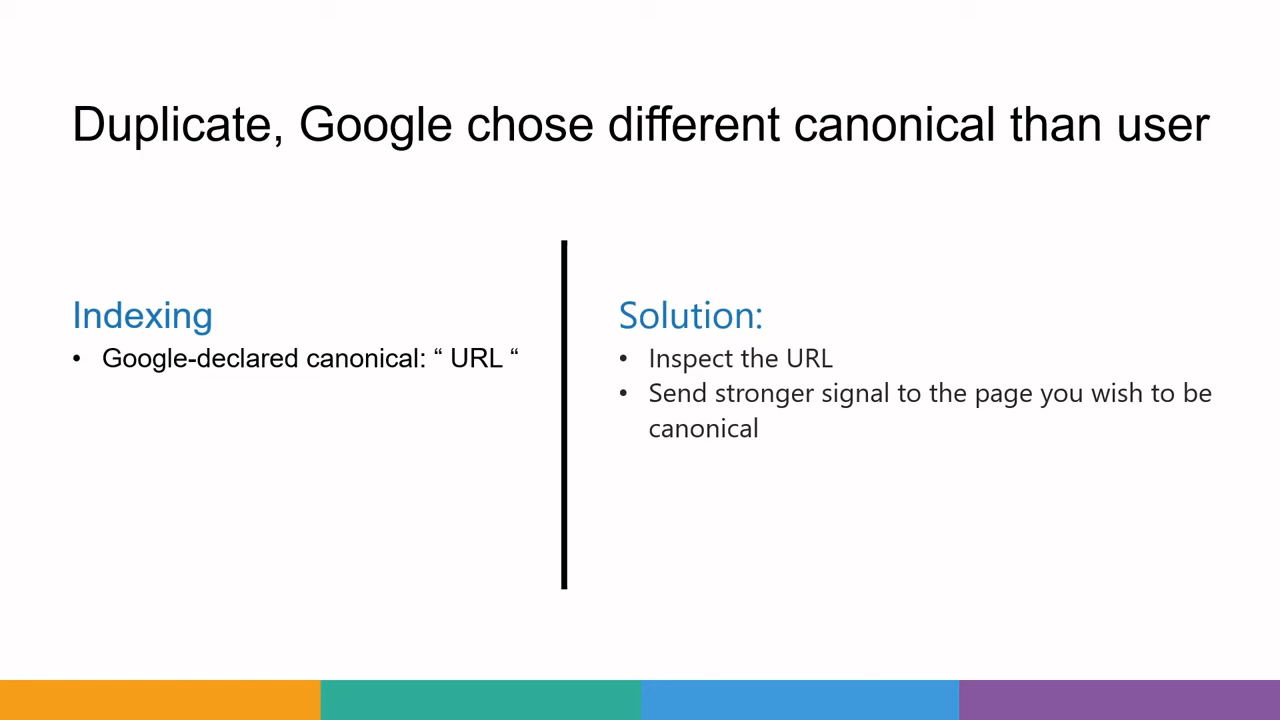 Duplicate, Google chose different canonical than user
Indexing
• Google-declared canonical: “ URL “
Solution:
• Inspect the URL
• Send stronger signal to the page you wish to be
canonical